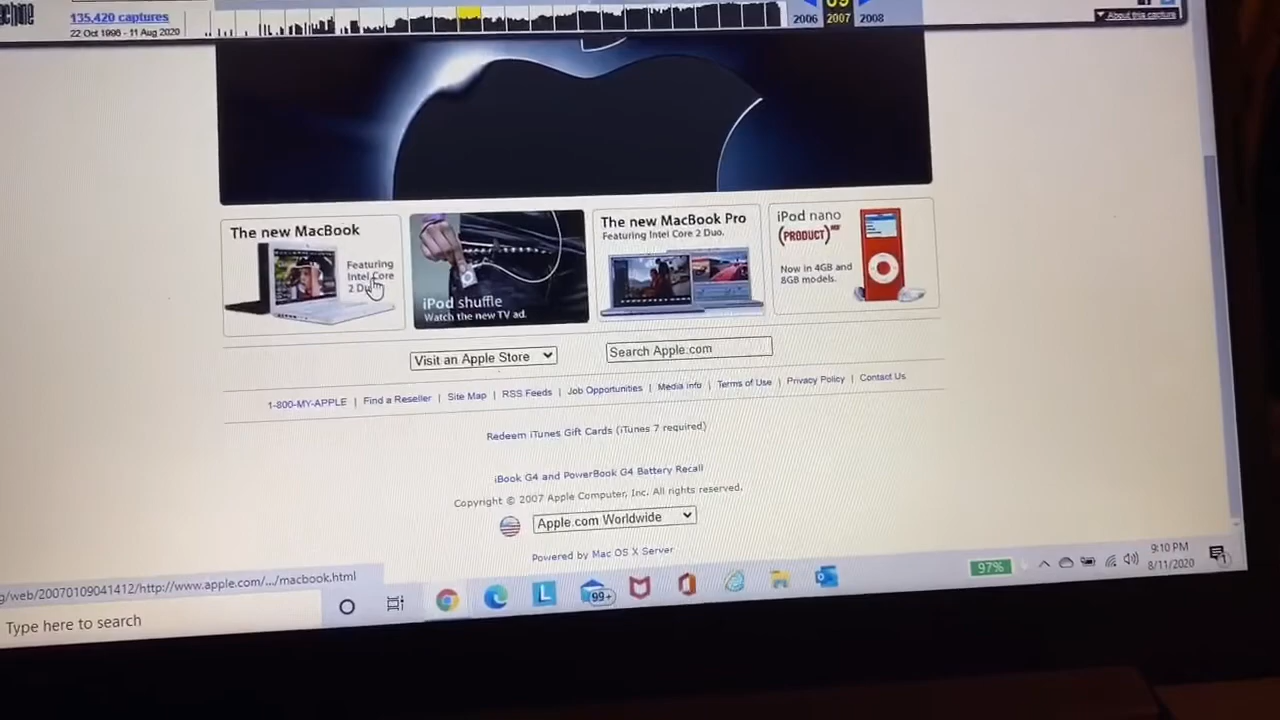 135,420 captures
22 Oct 1996 - 11 Aug 2020
09
2006 2007 2008
About this capture
The new MacBook
Featuring
Intel Core
2 Duo.
iPod shuffle
Watch the new TV ad.
The new MacBook Pro
Featuring Intel Core 2 Duo.
iPod nano
(PRODUCT) RED
Now in 4GB and
8GB models.
Visit an Apple Store
Search Apple.com
1-800-MY-APPLE | Find a Reseller | Site Map | RSS Feeds | Job Opportunities | Media Info | Terms of Use | Privacy Policy | Contact Us
Redeem iTunes Gift Cards (iTunes 7 required)
iBook G4 and PowerBook G4 Battery Recall
Copyright © 2007 Apple Computer, Inc. All rights reserved.
Apple.com Worldwide
Powered by Mac OS X Server
g/web/20070109041412/http://www.apple.com/.../macbook.html
Type here to search
99+
97%
9:10 PM
8/11/2020
1